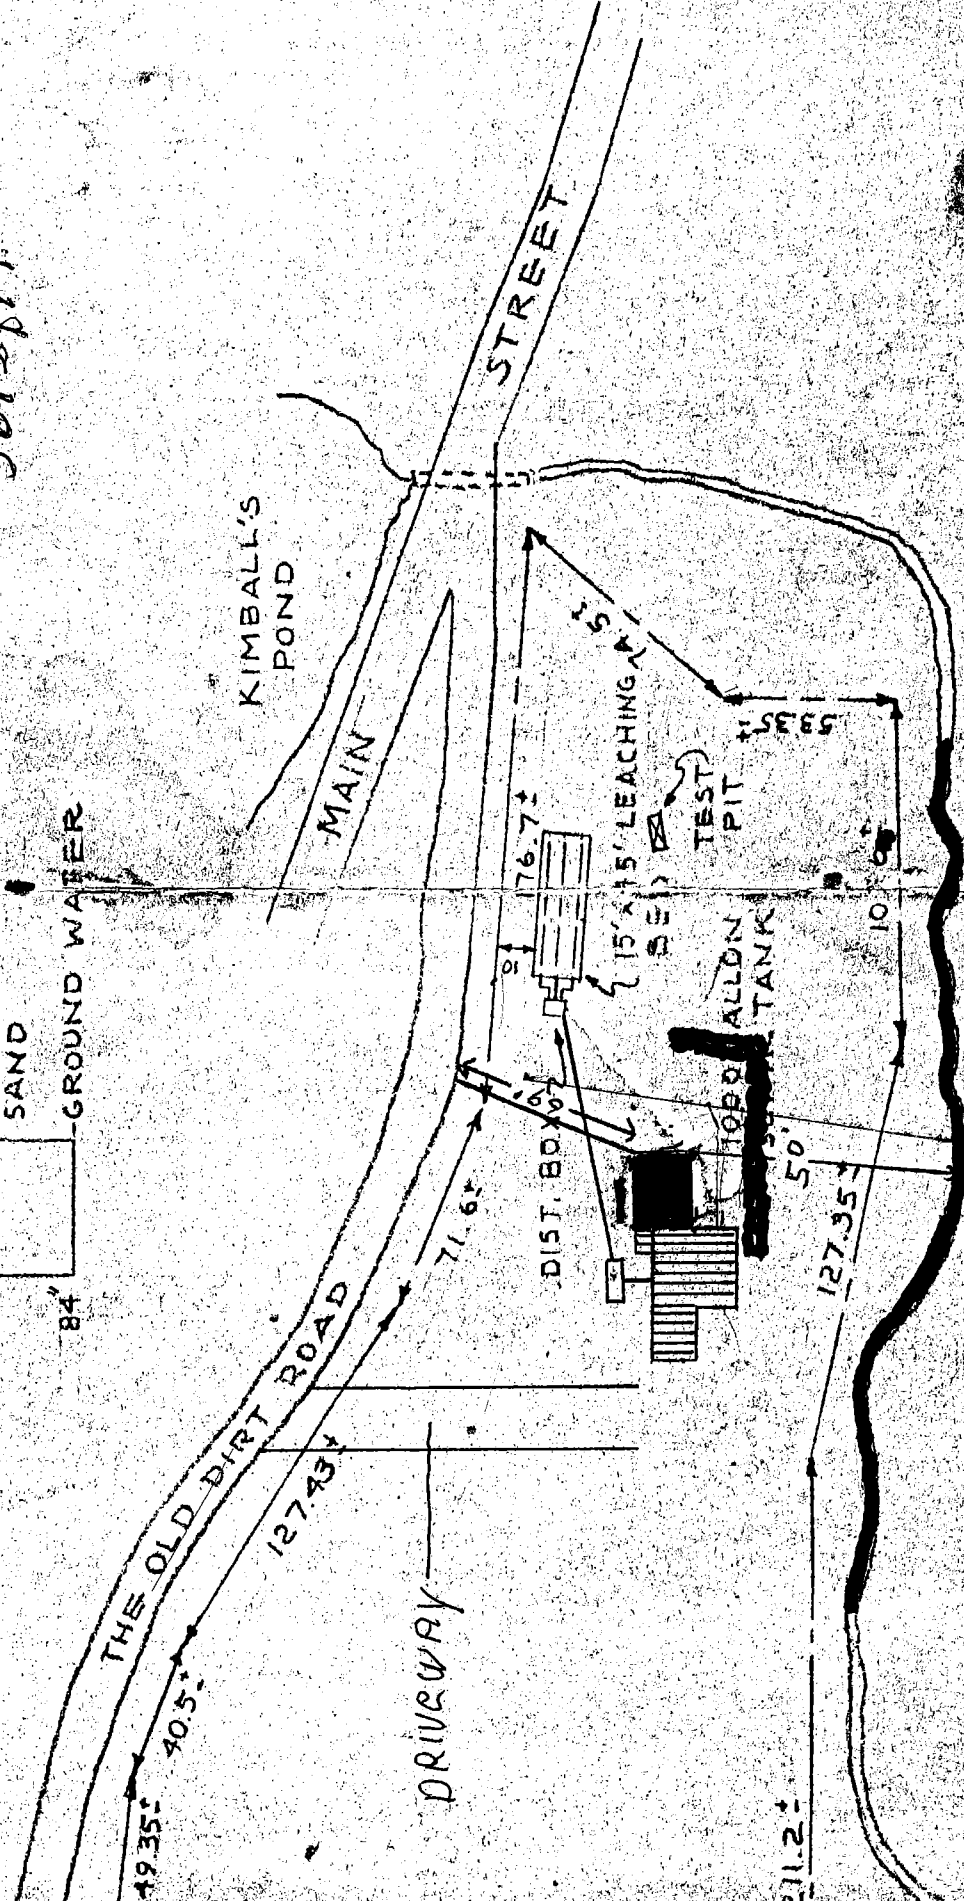 SAND
GROUND WATER
84"
KIMBALL'S
POND
MAIN STREET
THE OLD DIRT ROAD
49.35±
40.5±
127.43±
71.6±
76.7±
10
DIST. BOX
15' x 15' LEACHING
BED
TEST
PIT
53.35±
TANK
50'
127.35±
DRIVEWAY